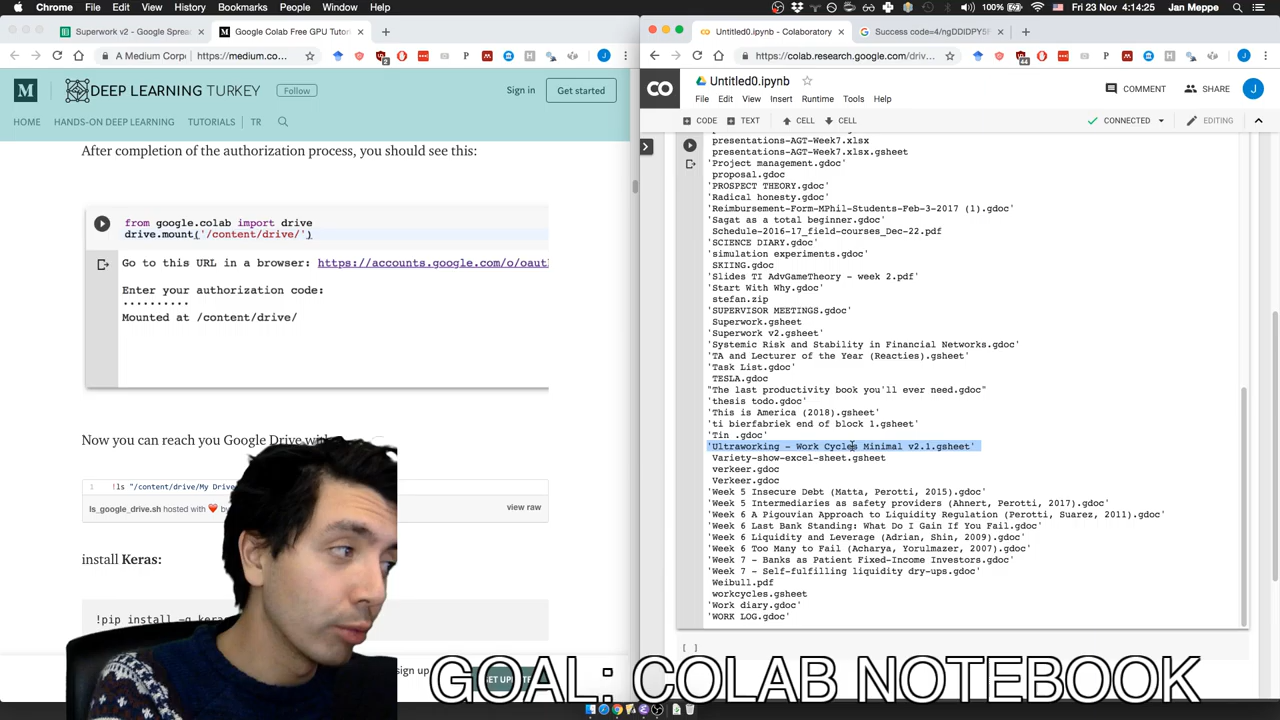 Chrome File Edit View History Bookmarks People Window Help
100%
Fri 23 Nov 4:14:25 Jan Meppe
Superwork v2 - Google Sprea
Google Colab Free GPU Tutor
A Medium Corp
https://medium.co...
DEEP LEARNING TURKEY
Follow
Sign in
Get started
HOME HANDS-ON DEEP LEARNING TUTORIALS TR
After completion of the authorization process, you should see this:
from google.colab import drive
drive.mount('/content/drive/')
Go to this URL in a browser: https://accounts.google.com/o/oaut
Enter your authorization code:
··········
Mounted at /content/drive/
Now you can reach you Google Drive with
1 !ls "/content/drive/My Drive
ls_google_drive.sh hosted with ❤ by
view raw
install Keras:
!pip install -q kera
sign up
GET UPDATES
Untitled0.ipynb - Colaboratory
Success code=4/ngDDIDPY5F
https://colab.research.google.com/driv...
CO
Untitled0.ipynb
File Edit View Insert Runtime Tools Help
COMMENT
SHARE
J
CODE TEXT CELL CELL
CONNECTED
EDITING
presentations-AGT-Week7.xlsx
presentations-AGT-Week7.xlsx.gsheet
'Project management.gdoc'
proposal.gdoc
'PROSPECT THEORY.gdoc'
'Radical honesty.gdoc'
'Reimbursement-Form-MPhil-Students-Feb-3-2017 (1).gdoc'
'Sagat as a total beginner.gdoc'
Schedule-2016-17_field-courses_Dec-22.pdf
'SCIENCE DIARY.gdoc'
'simulation experiments.gdoc'
SKIING.gdoc
'Slides TI AdvGameTheory - week 2.pdf'
'Start With Why.gdoc'
stefan.zip
'SUPERVISOR MEETINGS.gdoc'
Superwork.gsheet
'Superwork v2.gsheet'
'Systemic Risk and Stability in Financial Networks.gdoc'
'TA and Lecturer of the Year (Reacties).gsheet'
'Task List.gdoc'
TESLA.gdoc
"The last productivity book you'll ever need.gdoc"
'thesis todo.gdoc'
'This is America (2018).gsheet'
'ti bierfabriek end of block 1.gsheet'
'Tin .gdoc'
'Ultraworking - Work Cycles Minimal v2.1.gsheet'
Variety-show-excel-sheet.gsheet
verkeer.gdoc
Verkeer.gdoc
'Week 5 Insecure Debt (Matta, Perotti, 2015).gdoc'
'Week 5 Intermediaries as safety providers (Ahnert, Perotti, 2017).gdoc'
'Week 6 A Pigouvian Approach to Liquidity Regulation (Perotti, Suarez, 2011).gdoc'
'Week 6 Last Bank Standing: What Do I Gain If You Fail.gdoc'
'Week 6 Liquidity and Leverage (Adrian, Shin, 2009).gdoc'
'Week 6 Too Many to Fail (Acharya, Yorulmazer, 2007).gdoc'
'Week 7 - Banks as Patient Fixed-Income Investors.gdoc'
'Week 7 - Self-fulfilling liquidity dry-ups.gdoc'
Weibull.pdf
workcycles.gsheet
'Work diary.gdoc'
'WORK LOG.gdoc'
[ ]
GOAL: COLAB NOTEBOOK